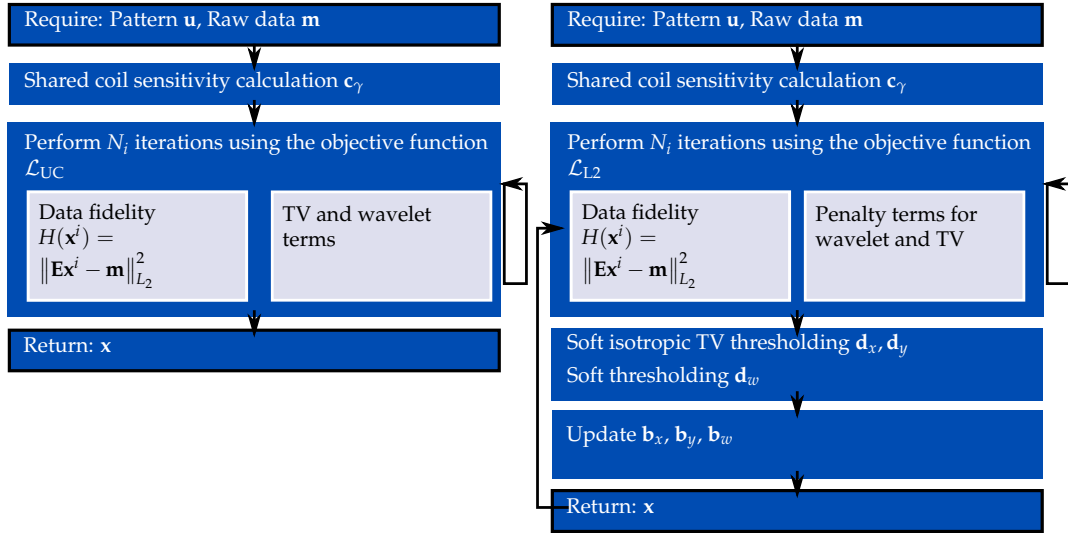 Require: Pattern u, Raw data m
Shared coil sensitivity calculation c_γ
Perform N_i iterations using the objective function
ℒ_UC
Data fidelity
H(x^i) =
‖Ex^i − m‖²_{L_2}
TV and wavelet
terms
Return: x
Require: Pattern u, Raw data m
Shared coil sensitivity calculation c_γ
Perform N_i iterations using the objective function
ℒ_L2
Data fidelity
H(x^i) =
‖Ex^i − m‖²_{L_2}
Penalty terms for
wavelet and TV
Soft isotropic TV thresholding d_x, d_y
Soft thresholding d_w
Update b_x, b_y, b_w
Return: x